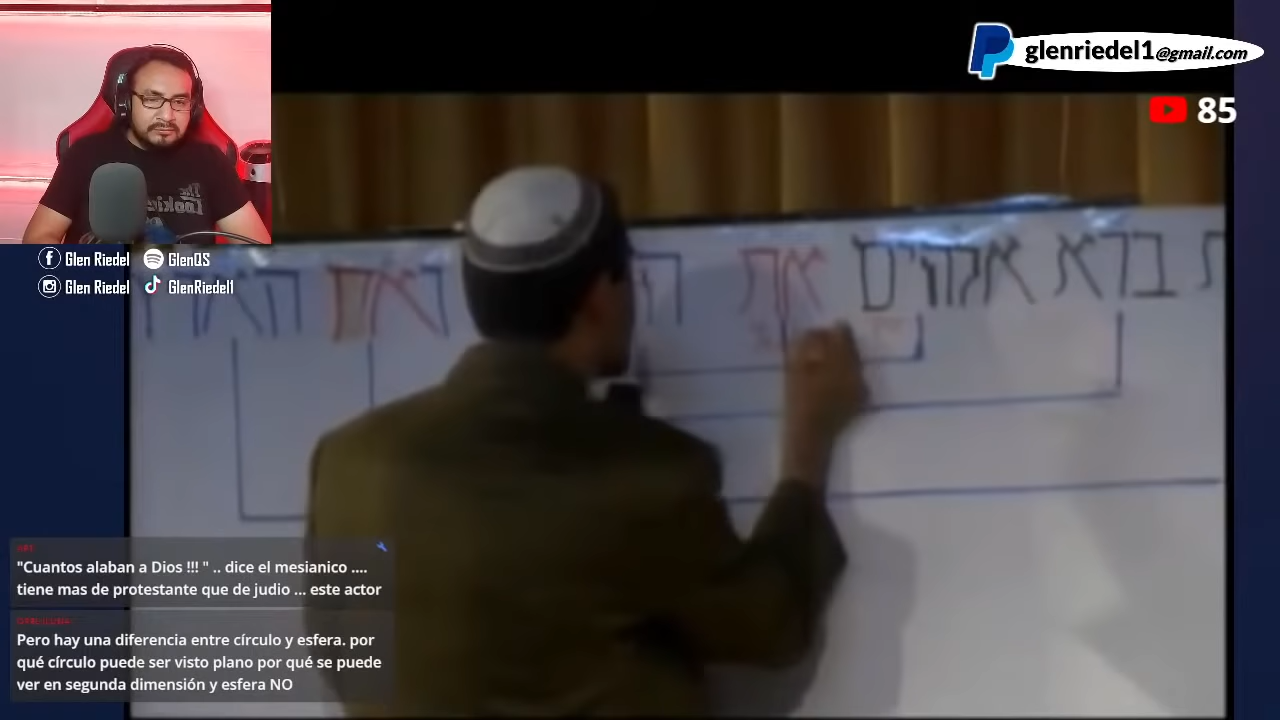 glenriedel1@gmail.com
85
ת ברא אלהים את ה
ואת הארץ
Glen Riedel GlenQS
Glen Riedel GlenRiedel1
"Cuantos alaban a Dios !!! " .. dice el mesianico ....
tiene mas de protestante que de judio ... este actor
Pero hay una diferencia entre círculo y esfera. por
qué círculo puede ser visto plano por qué se puede
ver en segunda dimensión y esfera NO